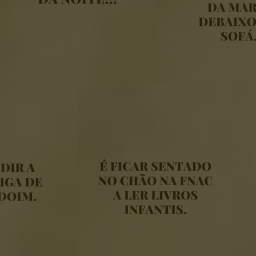 DA NOITE...
DA MAR
DEBAIXO
SOFÁ.
DIR A
IGA DE
DOIM.
É FICAR SENTADO
NO CHÃO NA FNAC
A LER LIVROS
INFANTIS.